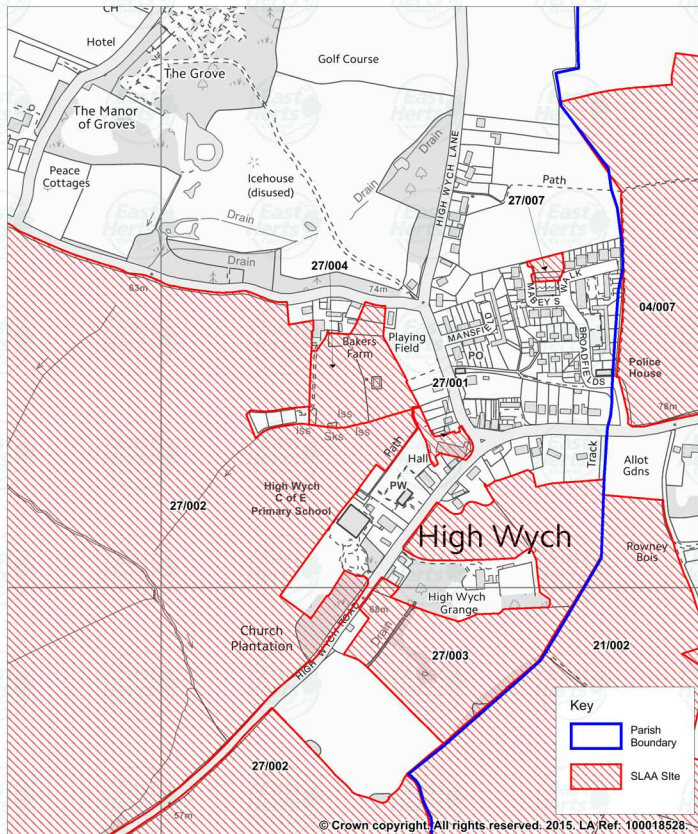 CH
Hotel
The Grove
Golf Course
The Manor
of Groves
Peace
Cottages
Icehouse
(disused)
Drain
Drain
Drain
Drain
HIGH WYCH LANE
Path
27/007
27/004
63m
74m
Bakers
Farm
Playing
Field
MANSFIELD
PO
MABEYS WALK
BROADFIELDS
04/007
Police
House
27/001
78m
Iss
Iss
Sks
Iss
Path
Hall
PW
Track
Allot
Gdns
High Wych
C of E
Primary School
27/002
High Wych
Rowney
Bois
High Wych
Grange
68m
Drain
Church
Plantation
HIGH WYCH ROAD
27/003
21/002
27/002
57m
Key
Parish
Boundary
SLAA SIte
© Crown copyright. All rights reserved. 2015. LA Ref: 100018528